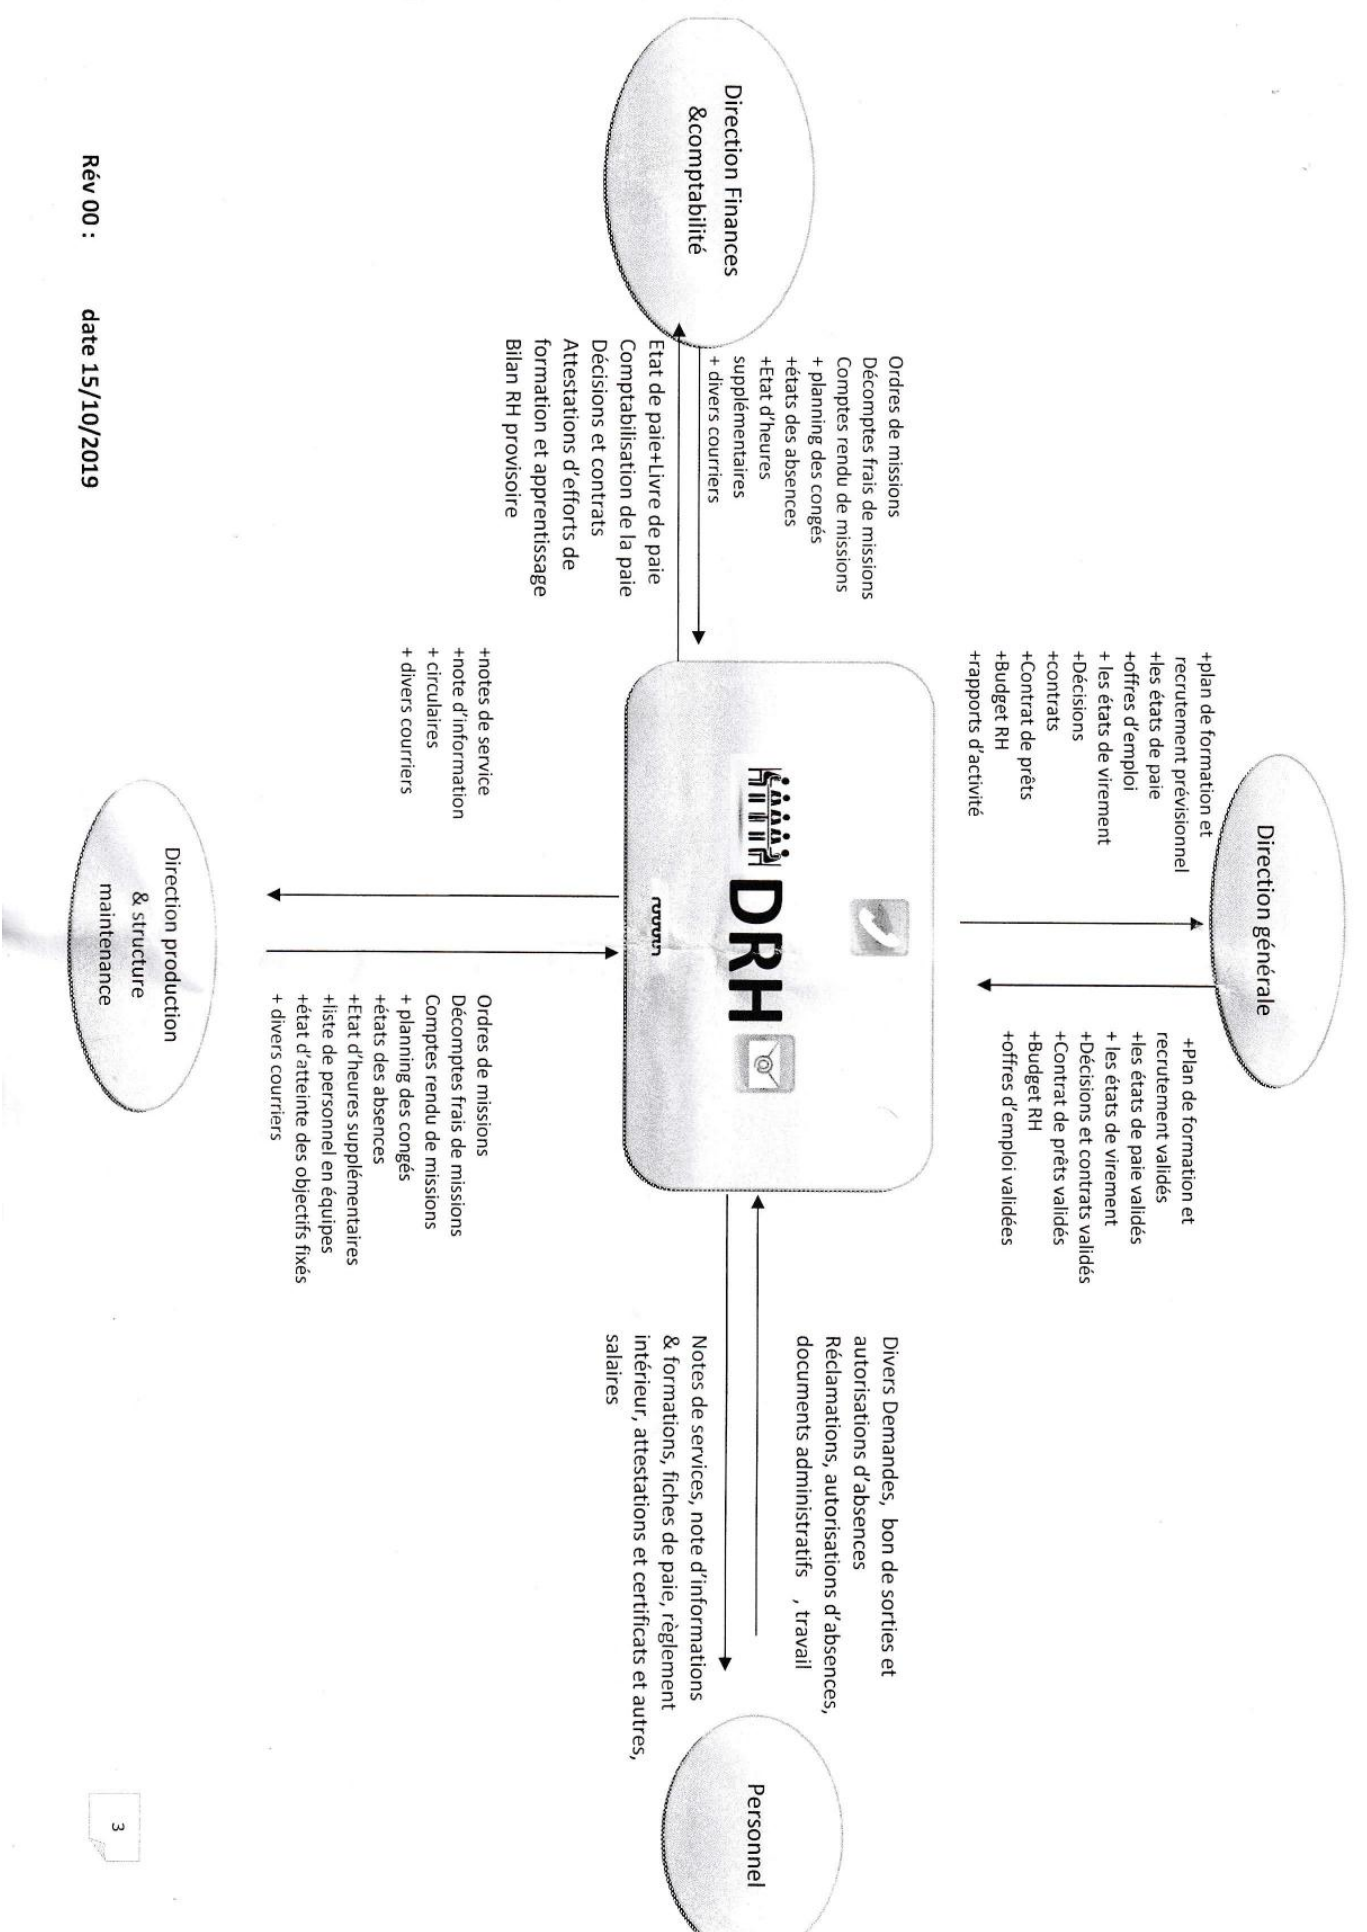 Direction générale
+plan de formation et
recrutement prévisionnel
+les états de paie
+offres d'emploi
+ les états de virement
+Décisions
+contrats
+Contrat de prêts
+Budget RH
+rapports d'activité
+Plan de formation et
recrutement validés
+les états de paie validés
+ les états de virement
+Décisions et contrats validés
+Contrat de prêts validés
+Budget RH
+offres d'emploi validées
Direction Finances
&comptabilité
Ordres de missions
Décomptes frais de missions
Comptes rendu de missions
+ planning des congés
+états des absences
+Etat d'heures
supplémentaires
+ divers courriers
Etat de paie+Livre de paie
Comptabilisation de la paie
Décisions et contrats
Attestations d'efforts de
formation et apprentissage
Bilan RH provisoire
DRH
Divers Demandes, bon de sorties et
autorisations d'absences
Réclamations, autorisations d'absences,
documents administratifs , travail
Notes de services, note d'informations
& formations, fiches de paie, règlement
intérieur, attestations et certificats et autres,
salaires
Personnel
+notes de service
+note d'information
+ circulaires
+ divers courriers
Ordres de missions
Décomptes frais de missions
Comptes rendu de missions
+ planning des congés
+états des absences
+Etat d'heures supplémentaires
+liste de personnel en équipes
+état d'atteinte des objectifs fixés
+ divers courriers
Direction production
& structure
maintenance
Rév 00 : date 15/10/2019
3